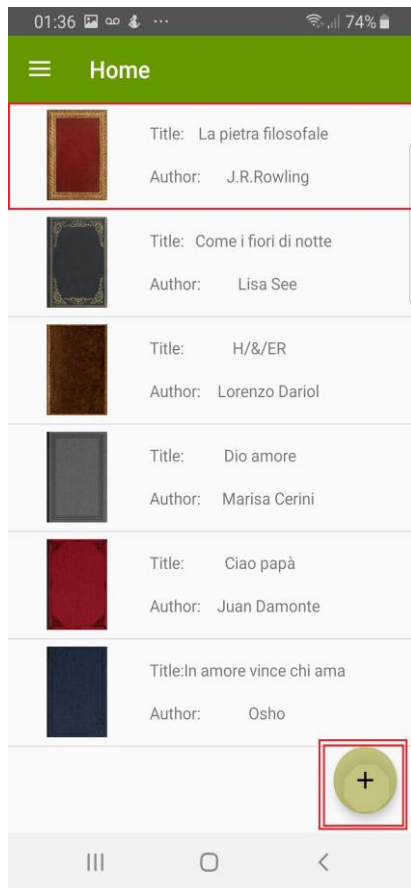 01:36 74%
Home
Title: La pietra filosofale
Author: J.R.Rowling
Title: Come i fiori di notte
Author: Lisa See
Title: H/&/ER
Author: Lorenzo Dariol
Title: Dio amore
Author: Marisa Cerini
Title: Ciao papà
Author: Juan Damonte
Title:In amore vince chi ama
Author: Osho
+